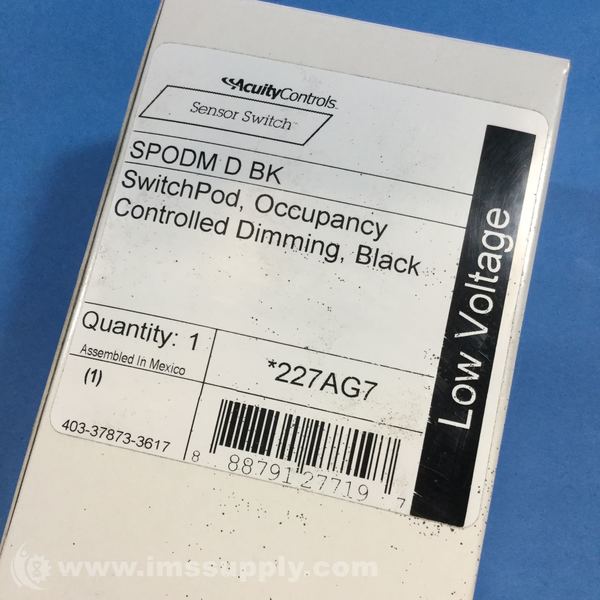 AcuityControls
Sensor Switch™
SPODM D BK
SwitchPod, Occupancy
Controlled Dimming, Black
Low Voltage
Quantity: 1
Assembled In Mexico
(1)
*227AG7
403-37873-3617
8 88791 27719 7
www.imssupply.com